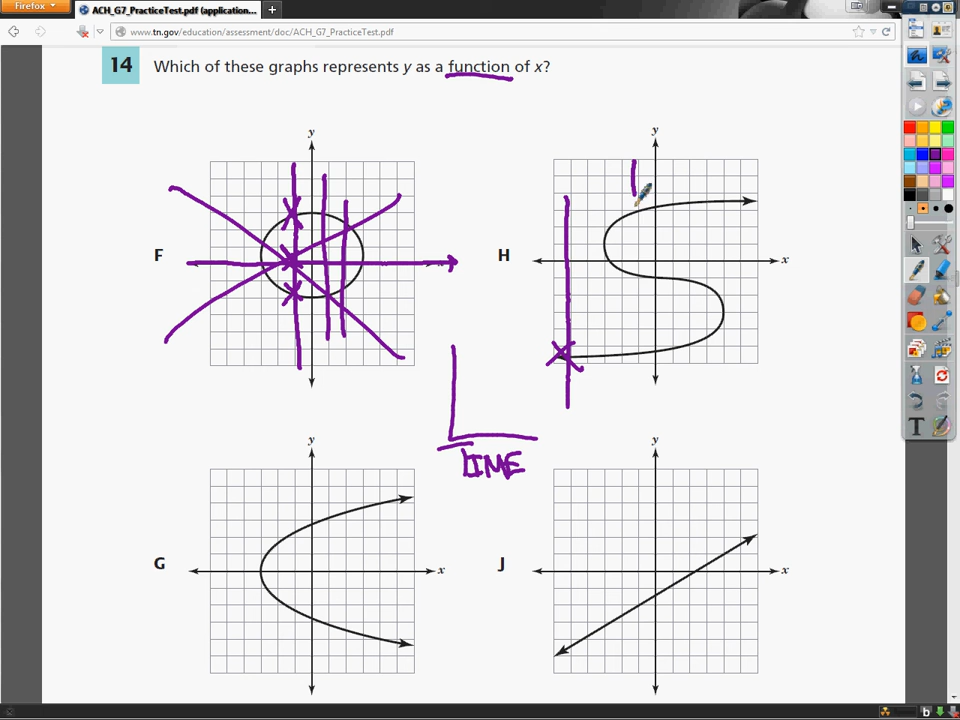 Firefox
ACH_G7_PracticeTest.pdf (application...
www.tn.gov/education/assessment/doc/ACH_G7_PracticeTest.pdf
14 Which of these graphs represents y as a function of x?
y
y
F
H
x
LIME
y
y
G
x
J
x
T
b